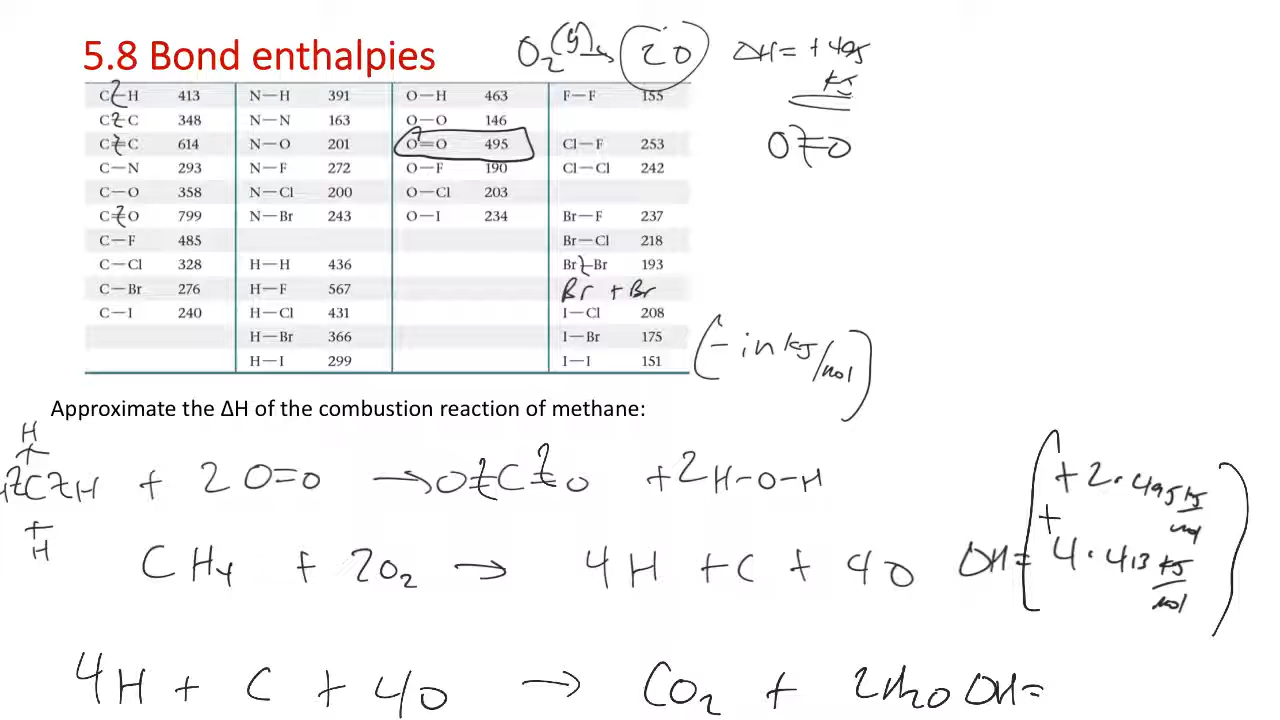 5.8 Bond enthalpies
O₂(g) → 2O ΔH = +495 kJ
O=O
C—H 413 N—H 391 O—H 463 F—F 155
C—C 348 N—N 163 O—O 146
C=C 614 N—O 201 O=O 495 Cl—F 253
C—N 293 N—F 272 O—F 190 Cl—Cl 242
C—O 358 N—Cl 200 O—Cl 203
C=O 799 N—Br 243 O—I 234 Br—F 237
C—F 485 Br—Cl 218
C—Cl 328 H—H 436 Br—Br 193
C—Br 276 H—F 567 Br + Br
C—I 240 H—Cl 431 I—Cl 208
H—Br 366 I—Br 175
H—I 299 I—I 151
(- in kJ/mol)
Approximate the ΔH of the combustion reaction of methane:
H
H-C-H + 2 O=O → O=C=O + 2 H-O-H
H
CH₄ + 2O₂ → 4H + C + 4O ΔH = (+2·495 kJ/mol + 4·413 kJ/mol)
4H + C + 4O → CO₂ + 2H₂O ΔH=